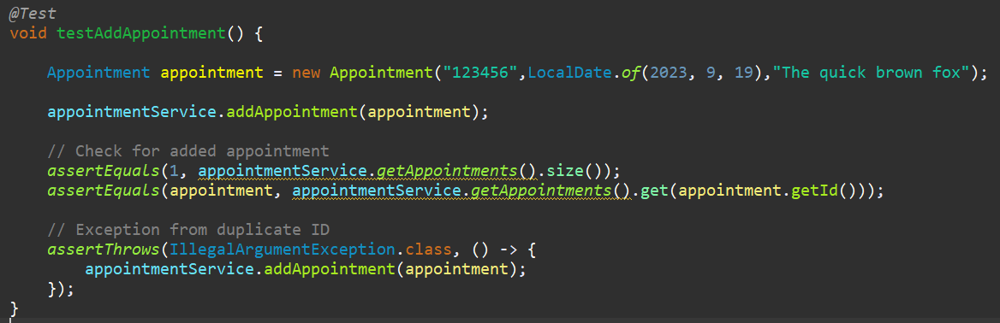 @Test
void testAddAppointment() {
Appointment appointment = new Appointment("123456",LocalDate.of(2023, 9, 19),"The quick brown fox");
appointmentService.addAppointment(appointment);
// Check for added appointment
assertEquals(1, appointmentService.getAppointments().size());
assertEquals(appointment, appointmentService.getAppointments().get(appointment.getId()));
// Exception from duplicate ID
assertThrows(IllegalArgumentException.class, () -> {
appointmentService.addAppointment(appointment);
});
}